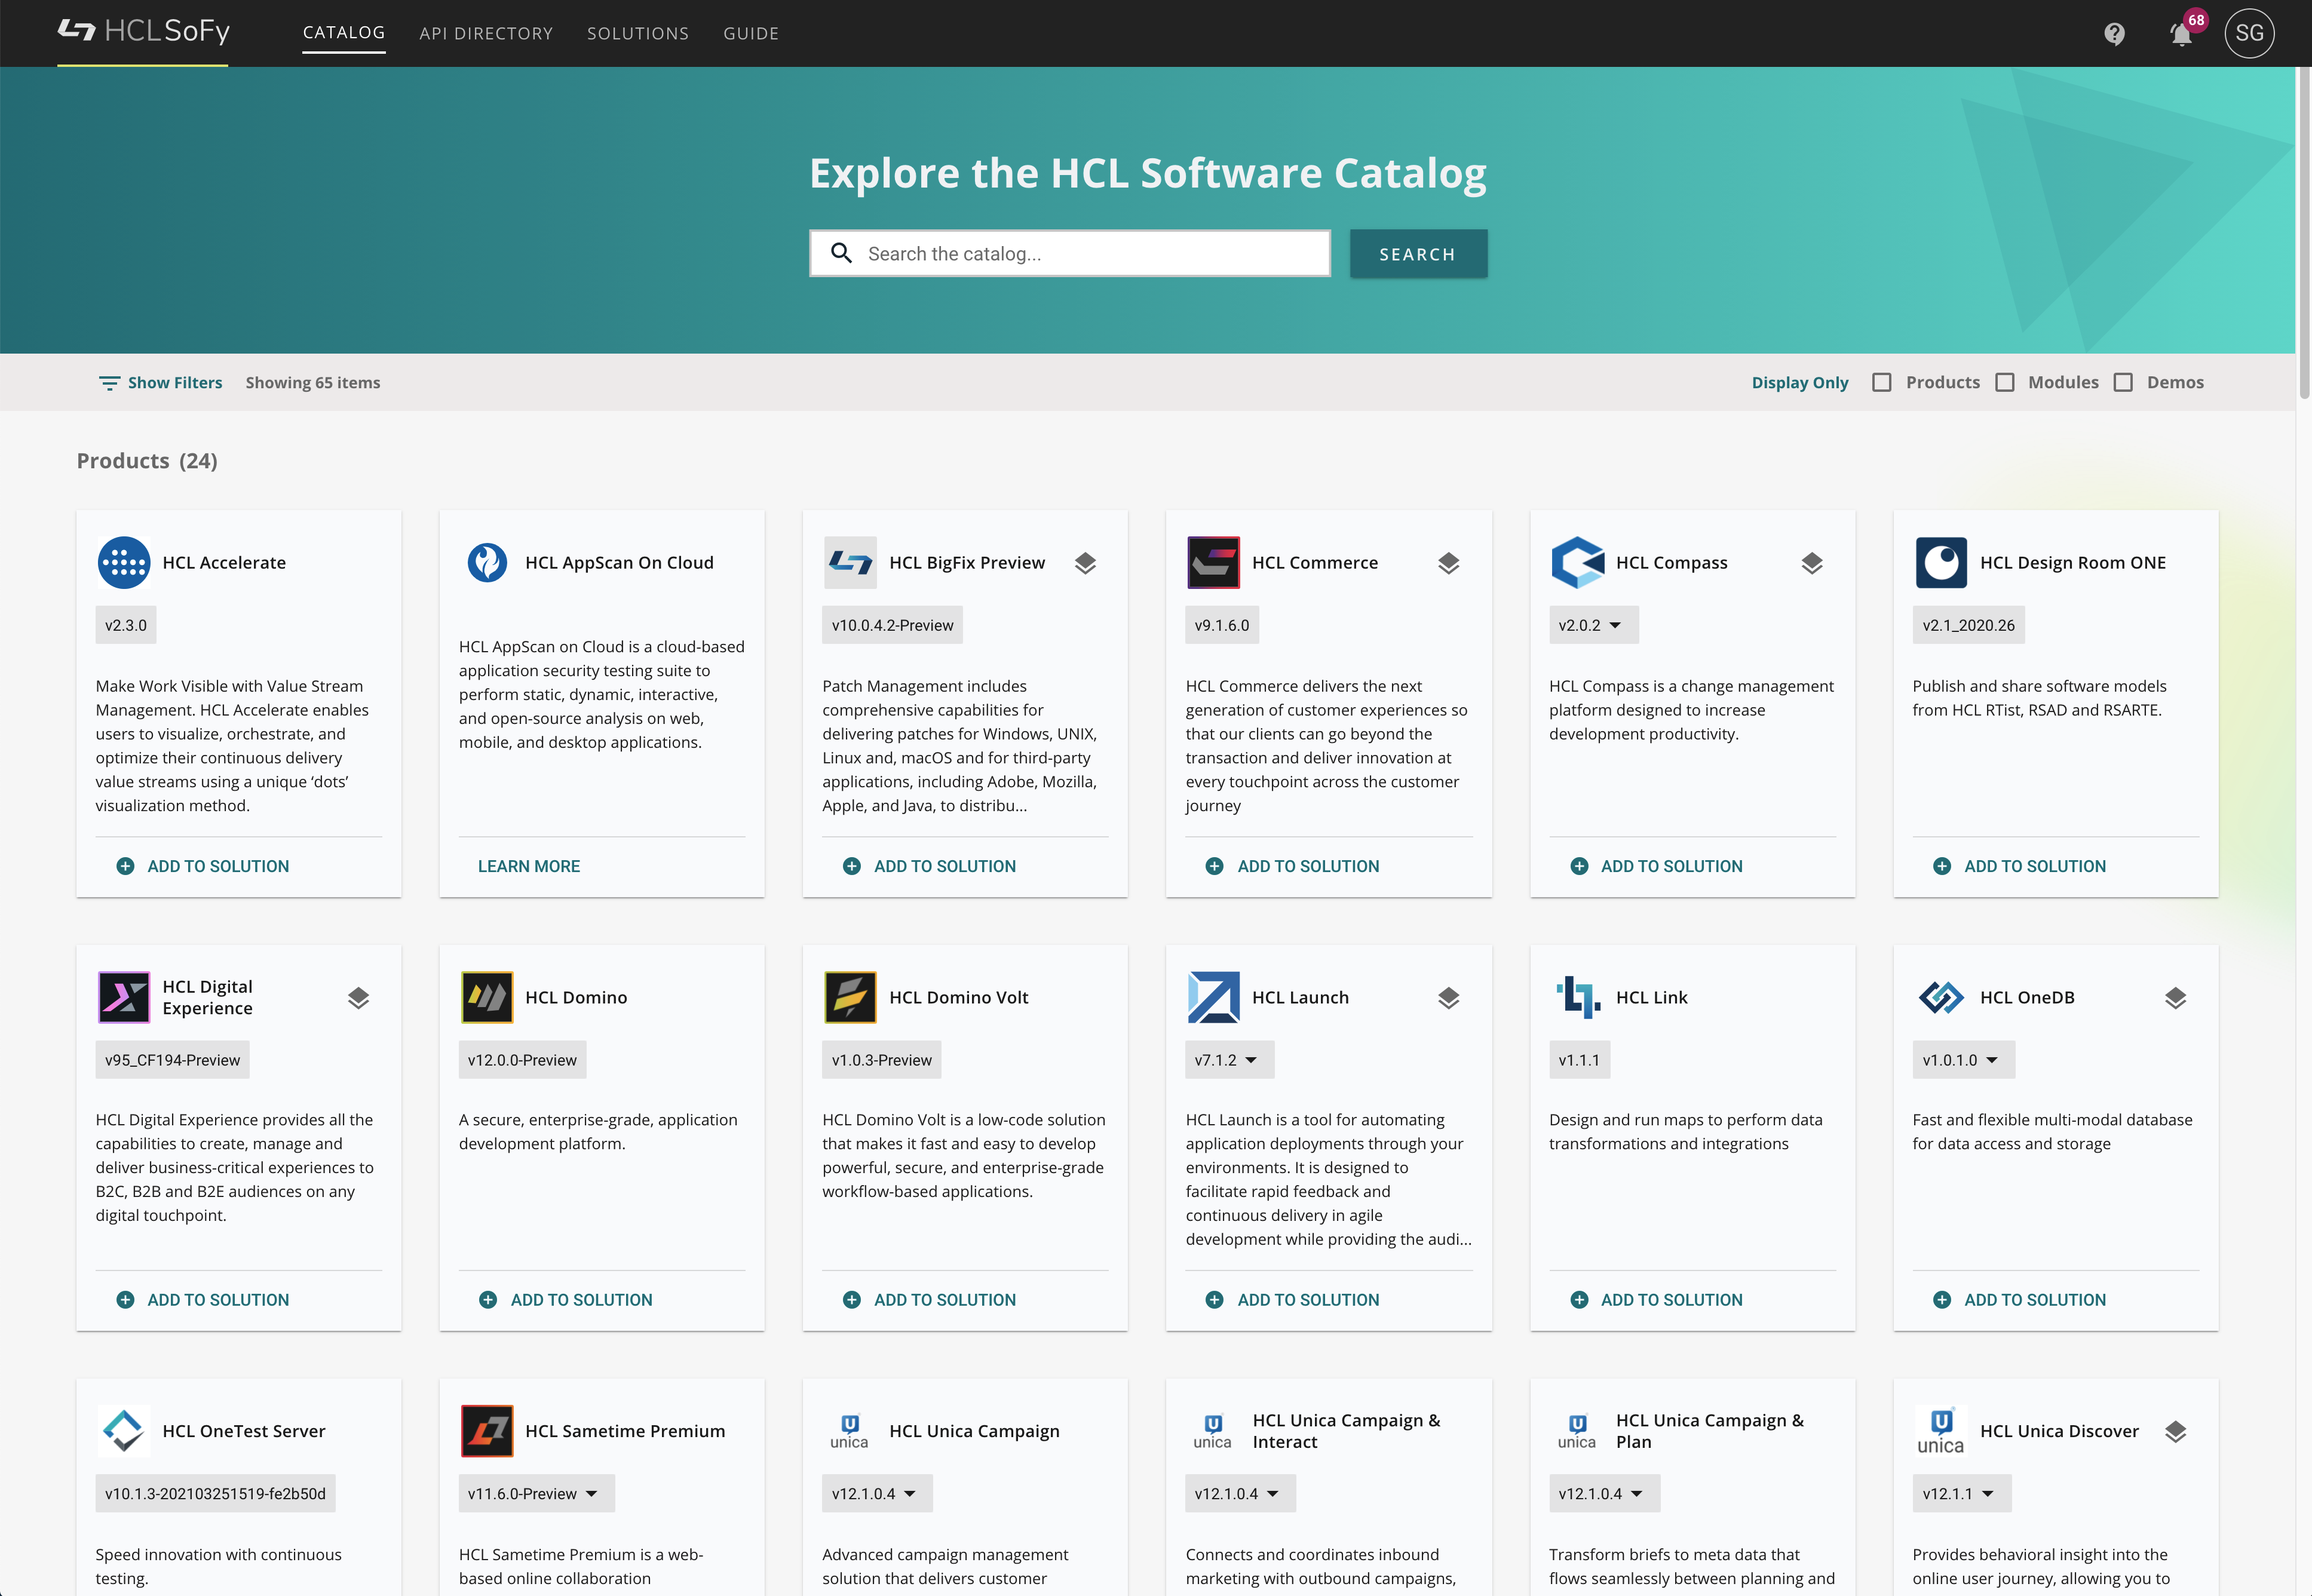 HCLSoFy
CATALOG
API DIRECTORY
SOLUTIONS
GUIDE
68
SG
Explore the HCL Software Catalog
Search the catalog...
SEARCH
Show Filters
Showing 65 items
Display Only
Products
Modules
Demos
Products (24)
HCL Accelerate
v2.3.0
Make Work Visible with Value Stream
Management. HCL Accelerate enables
users to visualize, orchestrate, and
optimize their continuous delivery
value streams using a unique ‘dots’
visualization method.
ADD TO SOLUTION
HCL AppScan On Cloud
HCL AppScan on Cloud is a cloud-based
application security testing suite to
perform static, dynamic, interactive,
and open-source analysis on web,
mobile, and desktop applications.
LEARN MORE
HCL BigFix Preview
v10.0.4.2-Preview
Patch Management includes
comprehensive capabilities for
delivering patches for Windows, UNIX,
Linux and, macOS and for third-party
applications, including Adobe, Mozilla,
Apple, and Java, to distribu...
ADD TO SOLUTION
HCL Commerce
v9.1.6.0
HCL Commerce delivers the next
generation of customer experiences so
that our clients can go beyond the
transaction and deliver innovation at
every touchpoint across the customer
journey
ADD TO SOLUTION
HCL Compass
v2.0.2
HCL Compass is a change management
platform designed to increase
development productivity.
ADD TO SOLUTION
HCL Design Room ONE
v2.1_2020.26
Publish and share software models
from HCL RTist, RSAD and RSARTE.
ADD TO SOLUTION
HCL Digital
Experience
v95_CF194-Preview
HCL Digital Experience provides all the
capabilities to create, manage and
deliver business-critical experiences to
B2C, B2B and B2E audiences on any
digital touchpoint.
ADD TO SOLUTION
HCL Domino
v12.0.0-Preview
A secure, enterprise-grade, application
development platform.
ADD TO SOLUTION
HCL Domino Volt
v1.0.3-Preview
HCL Domino Volt is a low-code solution
that makes it fast and easy to develop
powerful, secure, and enterprise-grade
workflow-based applications.
ADD TO SOLUTION
HCL Launch
v7.1.2
HCL Launch is a tool for automating
application deployments through your
environments. It is designed to
facilitate rapid feedback and
continuous delivery in agile
development while providing the audi...
ADD TO SOLUTION
HCL Link
v1.1.1
Design and run maps to perform data
transformations and integrations
ADD TO SOLUTION
HCL OneDB
v1.0.1.0
Fast and flexible multi-modal database
for data access and storage
ADD TO SOLUTION
HCL OneTest Server
v10.1.3-202103251519-fe2b50d
Speed innovation with continuous
testing.
HCL Sametime Premium
v11.6.0-Preview
HCL Sametime Premium is a web-
based online collaboration
U
unica
HCL Unica Campaign
v12.1.0.4
Advanced campaign management
solution that delivers customer
U
unica
HCL Unica Campaign &
Interact
v12.1.0.4
Connects and coordinates inbound
marketing with outbound campaigns,
U
unica
HCL Unica Campaign &
Plan
v12.1.0.4
Transform briefs to meta data that
flows seamlessly between planning and
U
unica
HCL Unica Discover
v12.1.1
Provides behavioral insight into the
online user journey, allowing you to